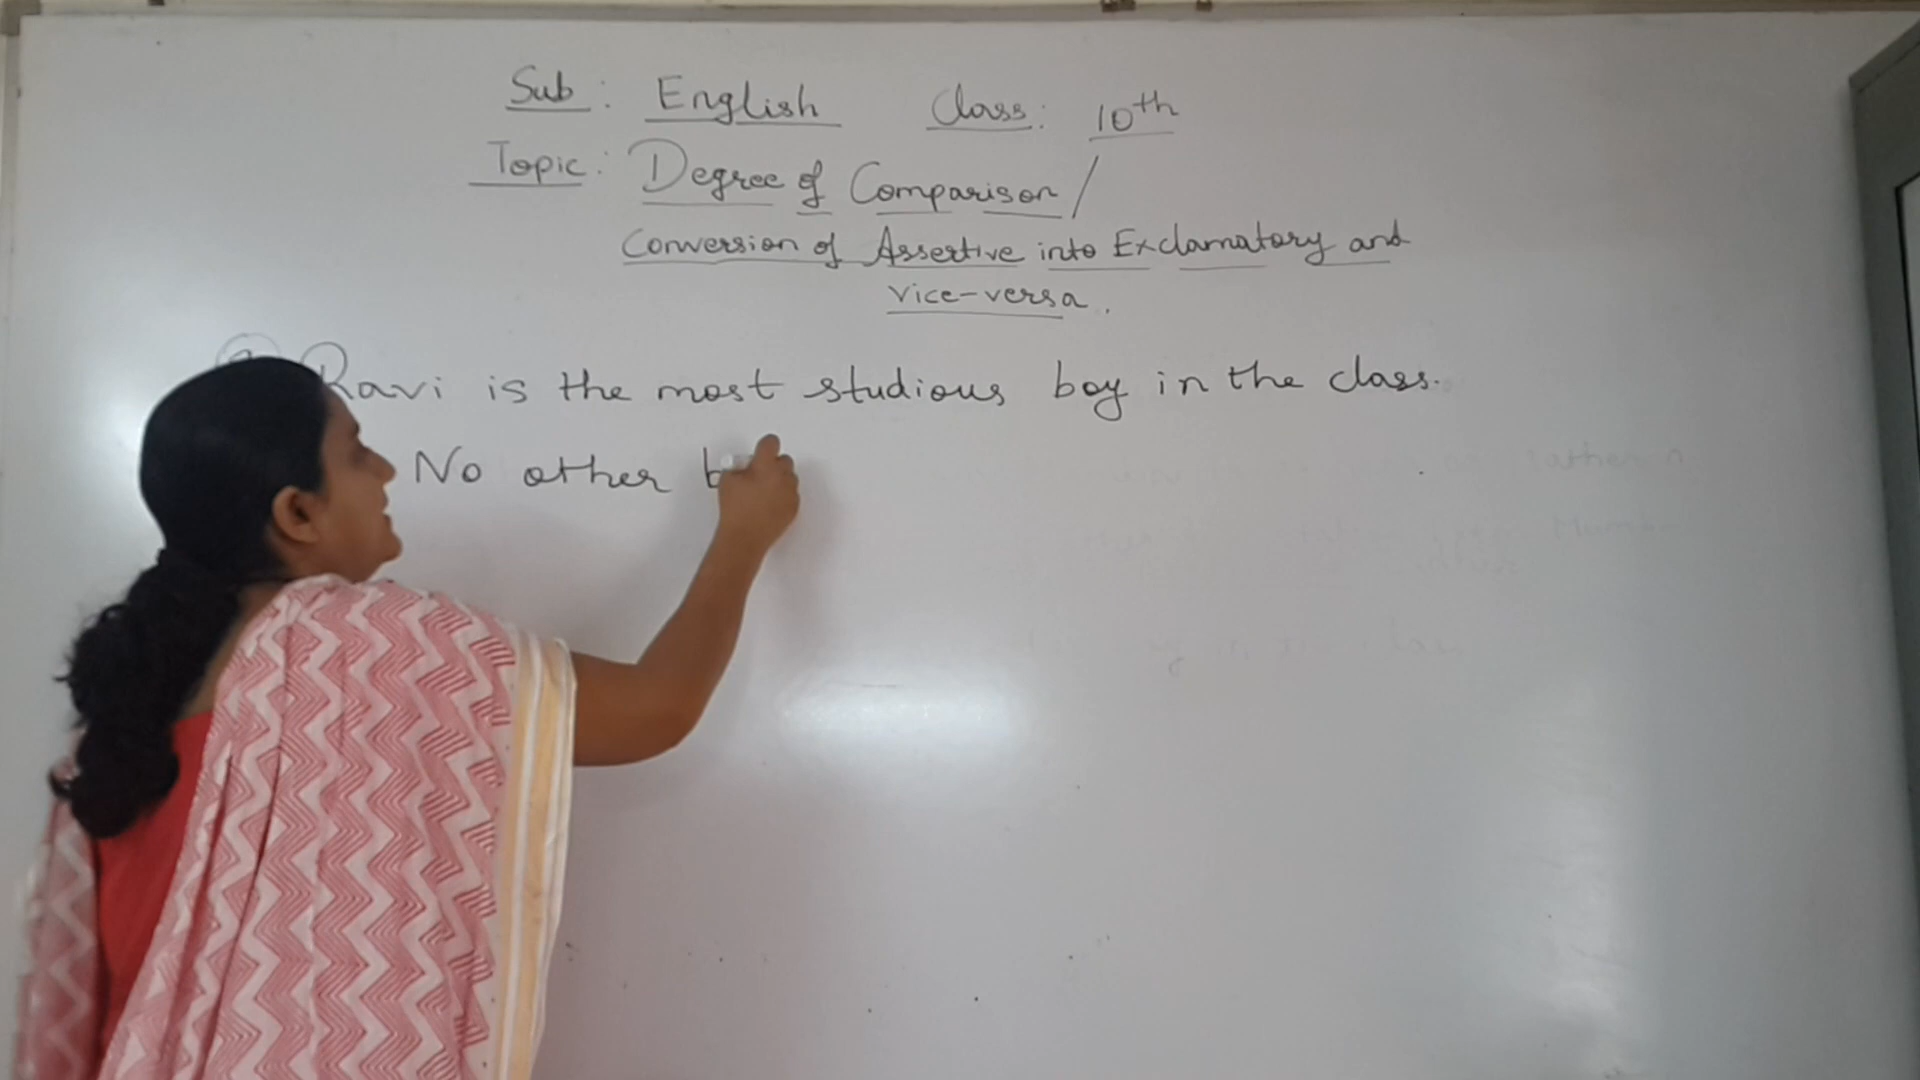 Sub: English Class: 10th
Topic: Degree of Comparison/
Conversion of Assertive into Exclamatory and
vice-versa.
Ravi is the most studious boy in the class.
No other